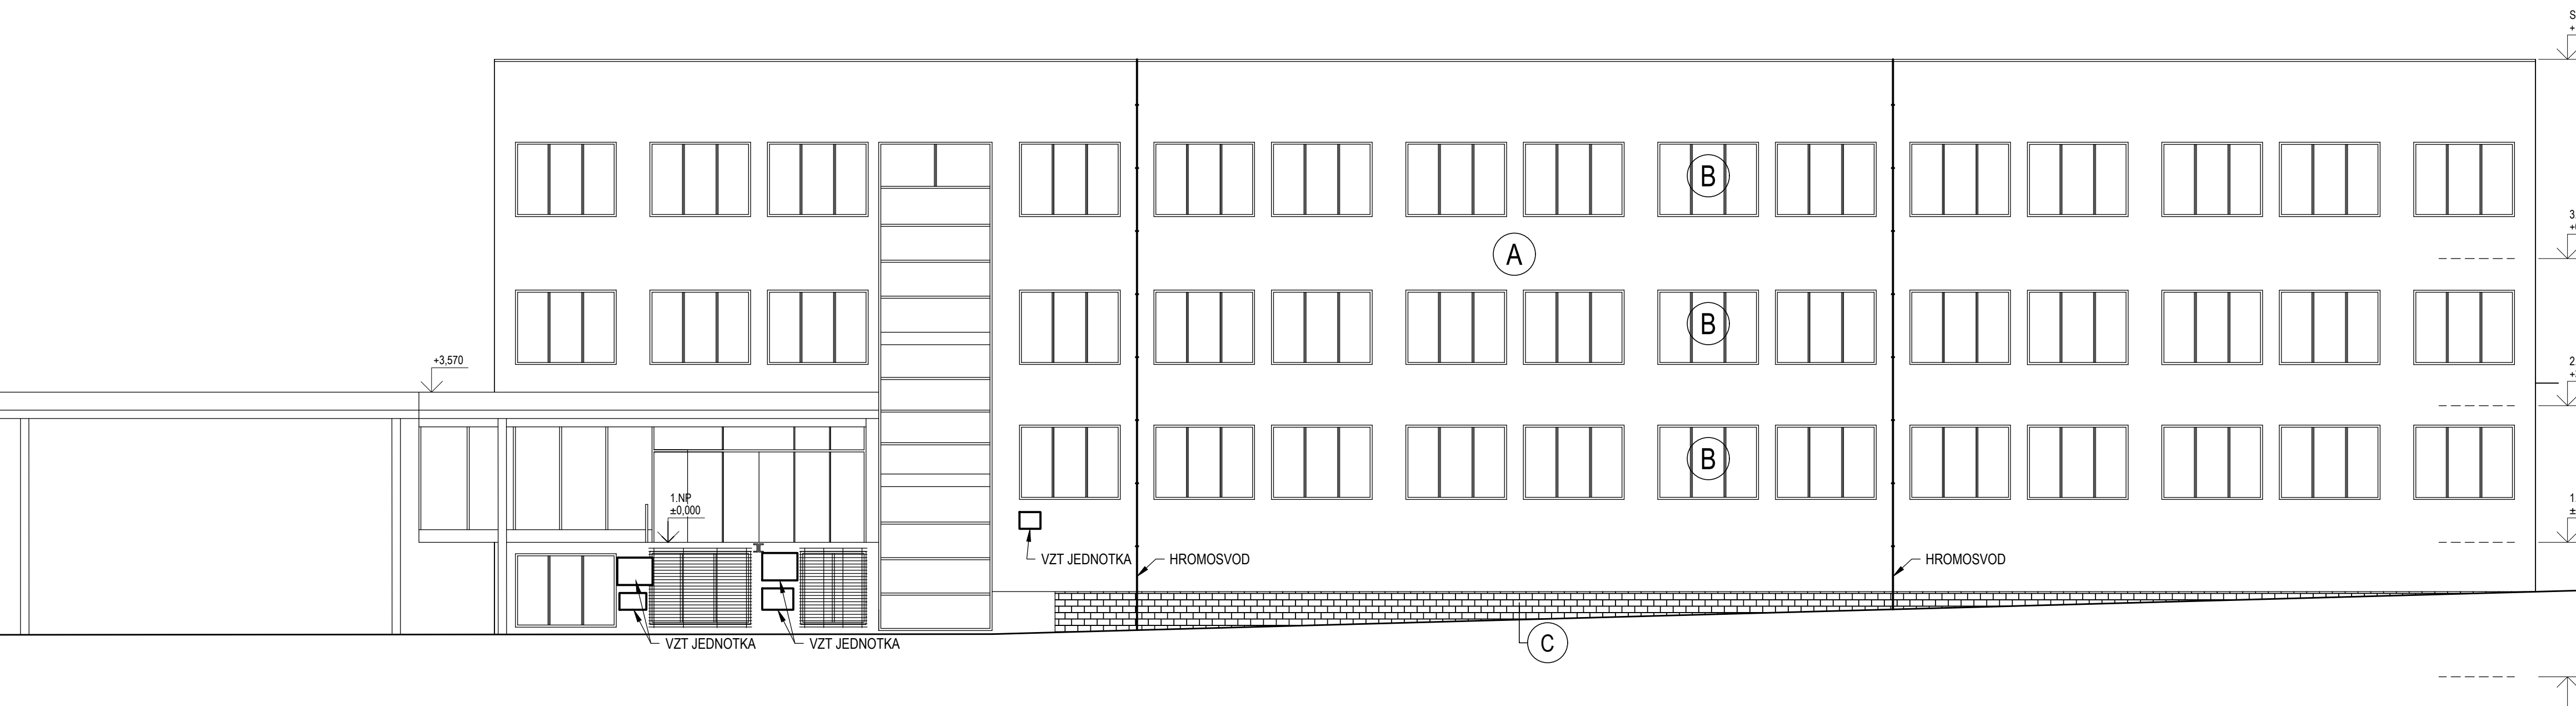 B
A
B
+3,570
B
1.NP
±0,000
VZT JEDNOTKA
HROMOSVOD
HROMOSVOD
VZT JEDNOTKA
VZT JEDNOTKA
C